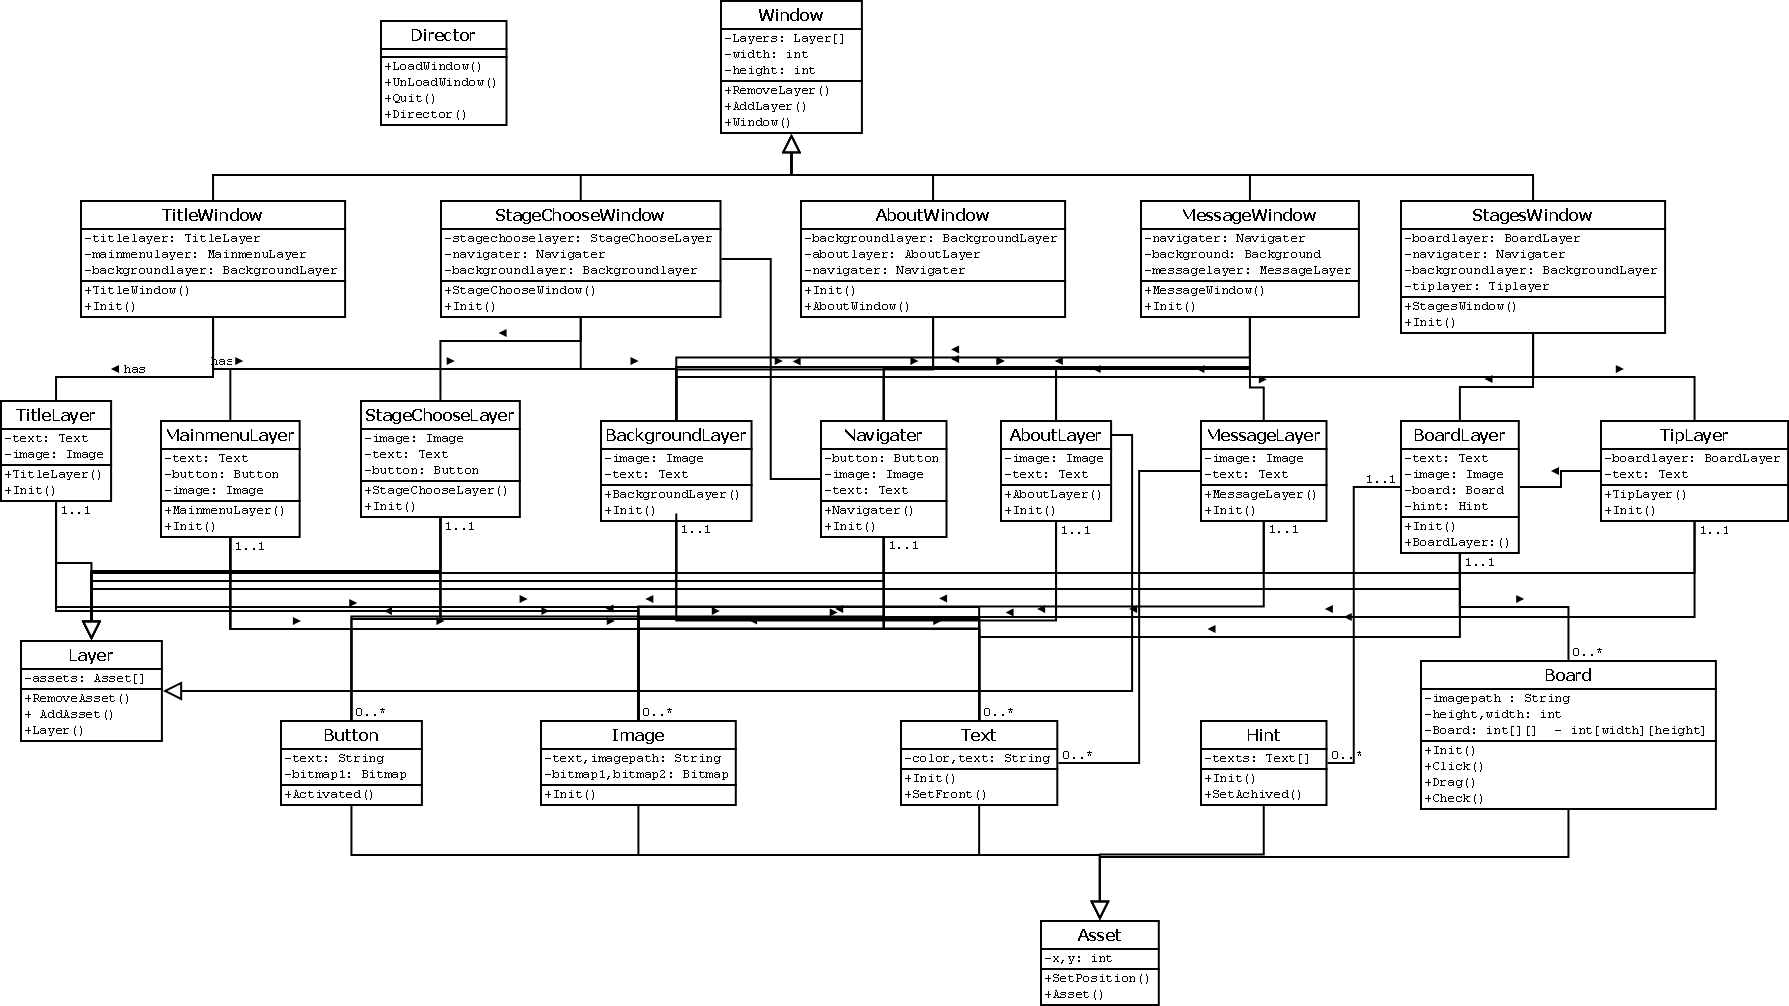 Director
+LoadWindow()
+UnLoadWindow()
+Quit()
+Director()
Window
-Layers: Layer[]
-width: int
-height: int
+RemoveLayer()
+AddLayer()
+Window()
TitleWindow
-titlelayer: TitleLayer
-mainmenulayer: MainmenuLayer
-backgroundlayer: BackgroundLayer
+TitleWindow()
+Init()
StageChooseWindow
-stagechooselayer: StageChooseLayer
-navigater: Navigater
-backgroundlayer: Backgroundlayer
+StageChooseWindow()
+Init()
AboutWindow
-backgroundlayer: BackgroundLayer
-aboutlayer: AboutLayer
-navigater: Navigater
+Init()
+AboutWindow()
MessageWindow
-navigater: Navigater
-background: Background
-messagelayer: MessageLayer
+MessageWindow()
+Init()
StagesWindow
-boardlayer: BoardLayer
-navigater: Navigater
-backgroundlayer: BackgroundLayer
-tiplayer: Tiplayer
+StagesWindow()
+Init()
has
has
TitleLayer
-text: Text
-image: Image
+TitleLayer()
+Init()
1..1
MainmenuLayer
-text: Text
-button: Button
-image: Image
+MainmenuLayer()
+Init()
1..1
StageChooseLayer
-image: Image
-text: Text
-button: Button
+StageChooseLayer()
+Init()
1..1
BackgroundLayer
-image: Image
-text: Text
+BackgroundLayer()
+Init()
1..1
Navigater
-button: Button
-image: Image
-text: Text
+Navigater()
+Init()
1..1
AboutLayer
-image: Image
-text: Text
+AboutLayer()
+Init()
1..1
MessageLayer
-image: Image
-text: Text
+MessageLayer()
+Init()
1..1
1..1
BoardLayer
-text: Text
-image: Image
-board: Board
-hint: Hint
+Init()
+BoardLayer:()
1..1
TipLayer
-boardlayer: BoardLayer
-text: Text
+TipLayer()
+Init()
1..1
Layer
-assets: Asset[]
+RemoveAsset()
+ AddAsset()
+Layer()
0..*
Button
-text: String
-bitmap1: Bitmap
+Activated()
0..*
Image
-text,imagepath: String
-bitmap1,bitmap2: Bitmap
+Init()
0..*
Text
-color,text: String
+Init()
+SetFront()
0..*
Hint
-texts: Text[]
+Init()
+SetAchived()
0..*
0..*
Board
-imagepath : String
-height,width: int
-Board: int[][]  - int[width][height]
+Init()
+Click()
+Drag()
+Check()
Asset
-x,y: int
+SetPosition()
+Asset()